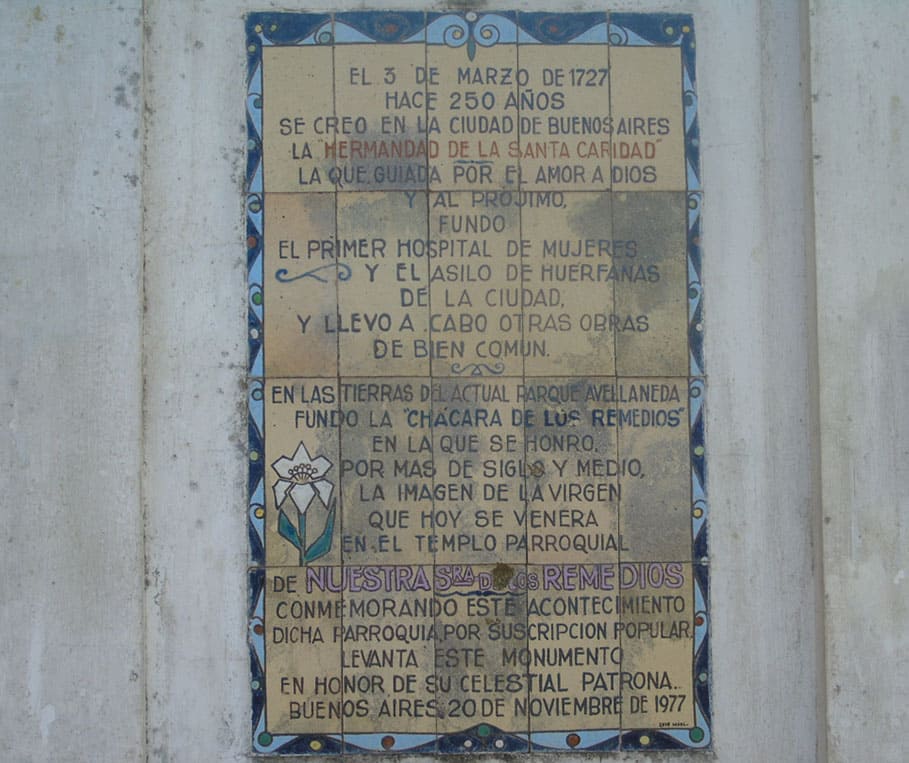 EL 3 DE MARZO DE 1727
HACE 250 AÑOS
SE CREO EN LA CIUDAD DE BUENOS AIRES
LA "HERMANDAD DE LA SANTA CARIDAD"
LA QUE, GUIADA POR EL AMOR A DIOS
Y AL PROJIMO,
FUNDO
EL PRIMER HOSPITAL DE MUJERES
Y EL ASILO DE HUERFANAS
DE LA CIUDAD,
Y LLEVO A CABO OTRAS OBRAS
DE BIEN COMUN.
EN LAS TIERRAS DEL ACTUAL PARQUE AVELLANEDA
FUNDO LA "CHÁCARA DE LOS REMEDIOS"
EN LA QUE SE HONRO,
POR MAS DE SIGLO Y MEDIO,
LA IMAGEN DE LA VIRGEN
QUE HOY SE VENERA
EN EL TEMPLO PARROQUIAL
DE NUESTRA SRA DE LOS REMEDIOS
CONMEMORANDO ESTE ACONTECIMIENTO
DICHA PARROQUIA, POR SUSCRIPCION POPULAR,
LEVANTA ESTE MONUMENTO
EN HONOR DE SU CELESTIAL PATRONA.
BUENOS AIRES, 20 DE NOVIEMBRE DE 1977